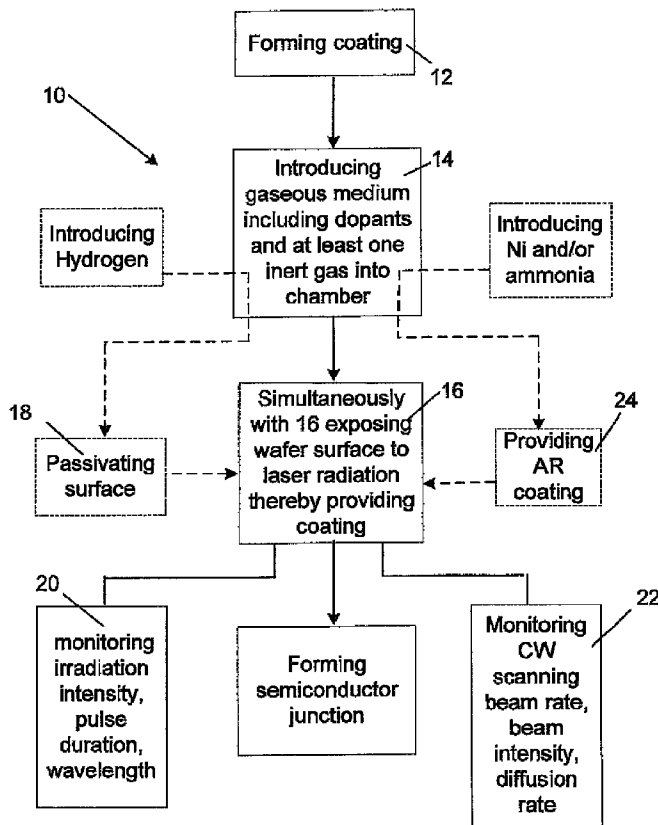 Forming coating
12
10
14
Introducing
gaseous medium
including dopants
and at least one
inert gas into
chamber
Introducing
Hydrogen
Introducing
Ni and/or
ammonia
16
Simultaneously
with 16 exposing
wafer surface to
laser radiation
thereby providing
coating
18
Passivating
surface
24
Providing
AR
coating
20
monitoring
irradiation
intensity,
pulse
duration,
wavelength
Forming
semiconductor
junction
22
Monitoring
CW
scanning
beam rate,
beam
intensity,
diffusion
rate